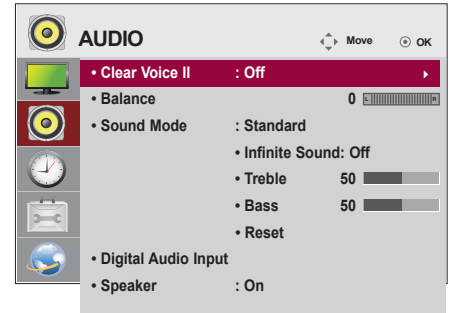 AUDIO Move OK
• Clear Voice II : Off
• Balance 0 L R
• Sound Mode : Standard
• Infinite Sound: Off
• Treble 50
• Bass 50
• Reset
• Digital Audio Input
• Speaker : On